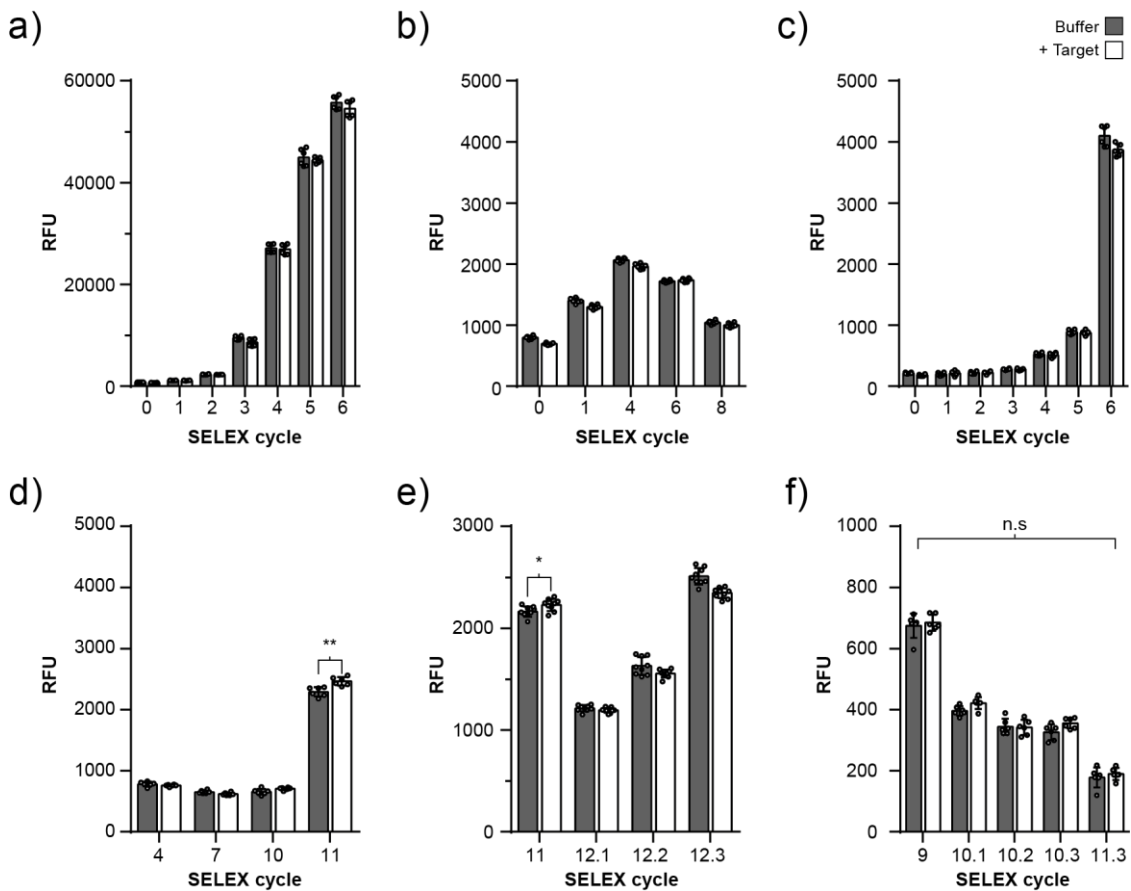 a)
b)
c)
Buffer
+ Target
60000
40000
20000
0
RFU
0 1 2 3 4 5 6
SELEX cycle
5000
4000
3000
2000
1000
0
RFU
0 1 4 6 8
SELEX cycle
5000
4000
3000
2000
1000
0
RFU
0 1 2 3 4 5 6
SELEX cycle
d)
e)
f)
5000
4000
3000
2000
1000
0
RFU
**
4 7 10 11
SELEX cycle
3000
2000
1000
0
RFU
*
11 12.1 12.2 12.3
SELEX cycle
1000
800
600
400
200
0
RFU
n.s
9 10.1 10.2 10.3 11.3
SELEX cycle